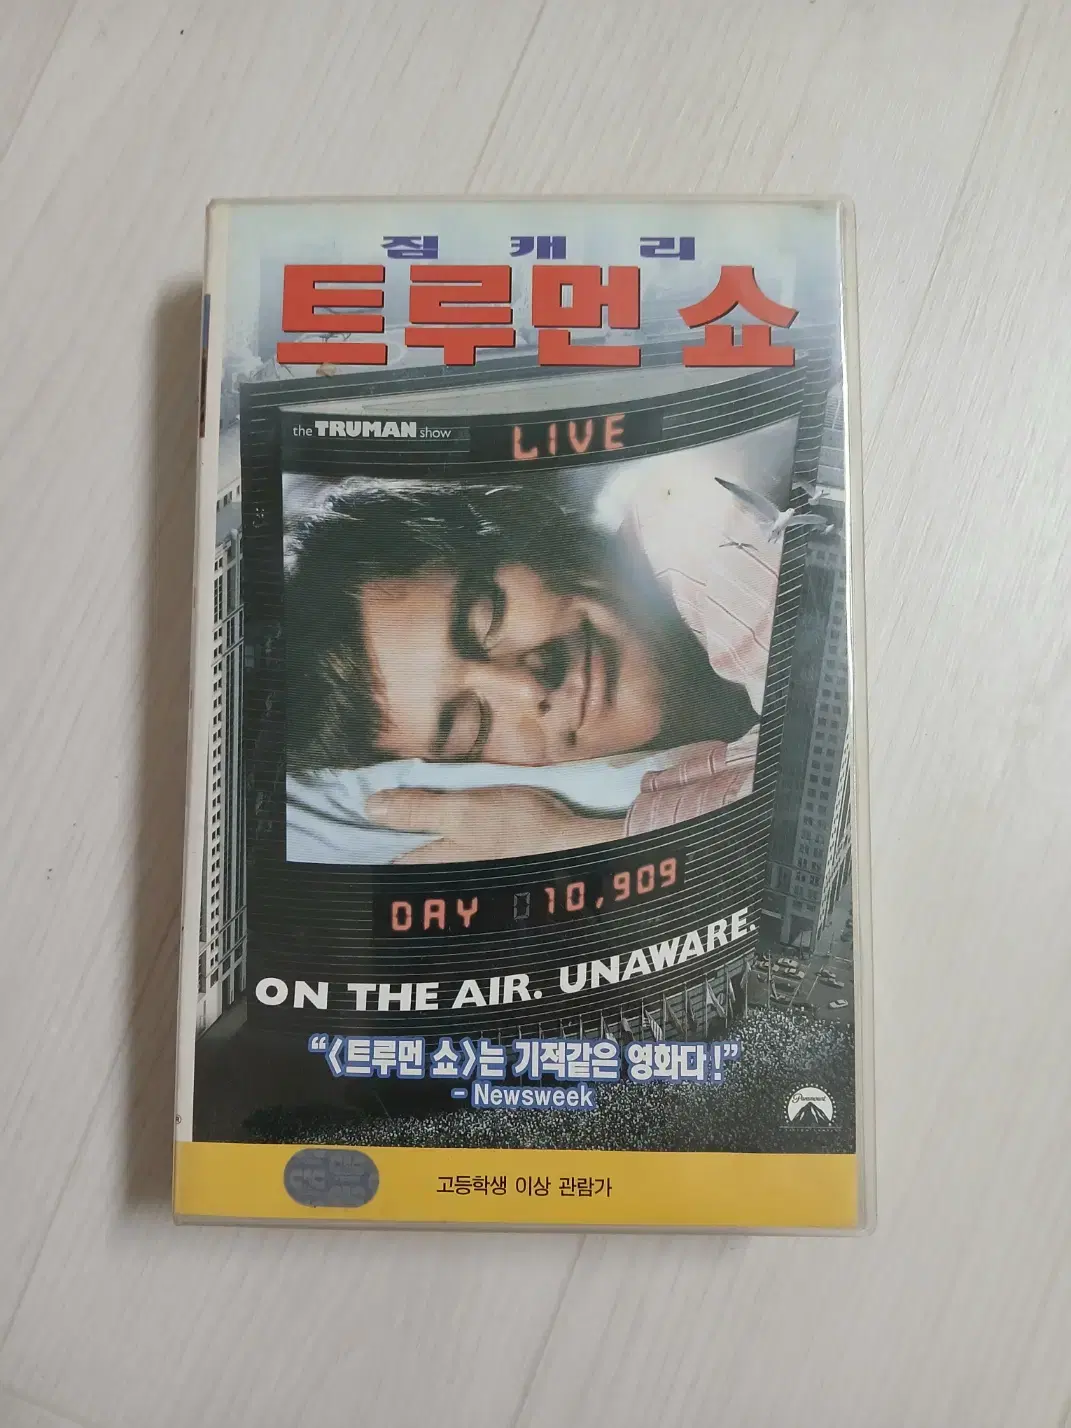 짐 캐리
트루먼 쇼
the TRUMAN show
LIVE
DAY 10,909
ON THE AIR. UNAWARE.
“〈트루먼 쇼〉는 기적같은 영화다!”
- Newsweek
Paramount
고등학생 이상 관람가